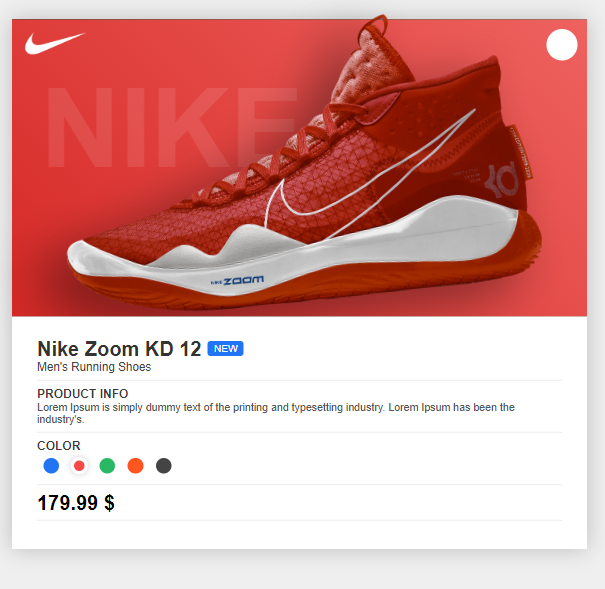 NIKE
NIKE ZOOM
Nike Zoom KD 12 NEW
Men's Running Shoes
PRODUCT INFO
Lorem Ipsum is simply dummy text of the printing and typesetting industry. Lorem Ipsum has been the
industry's.
COLOR
179.99 $